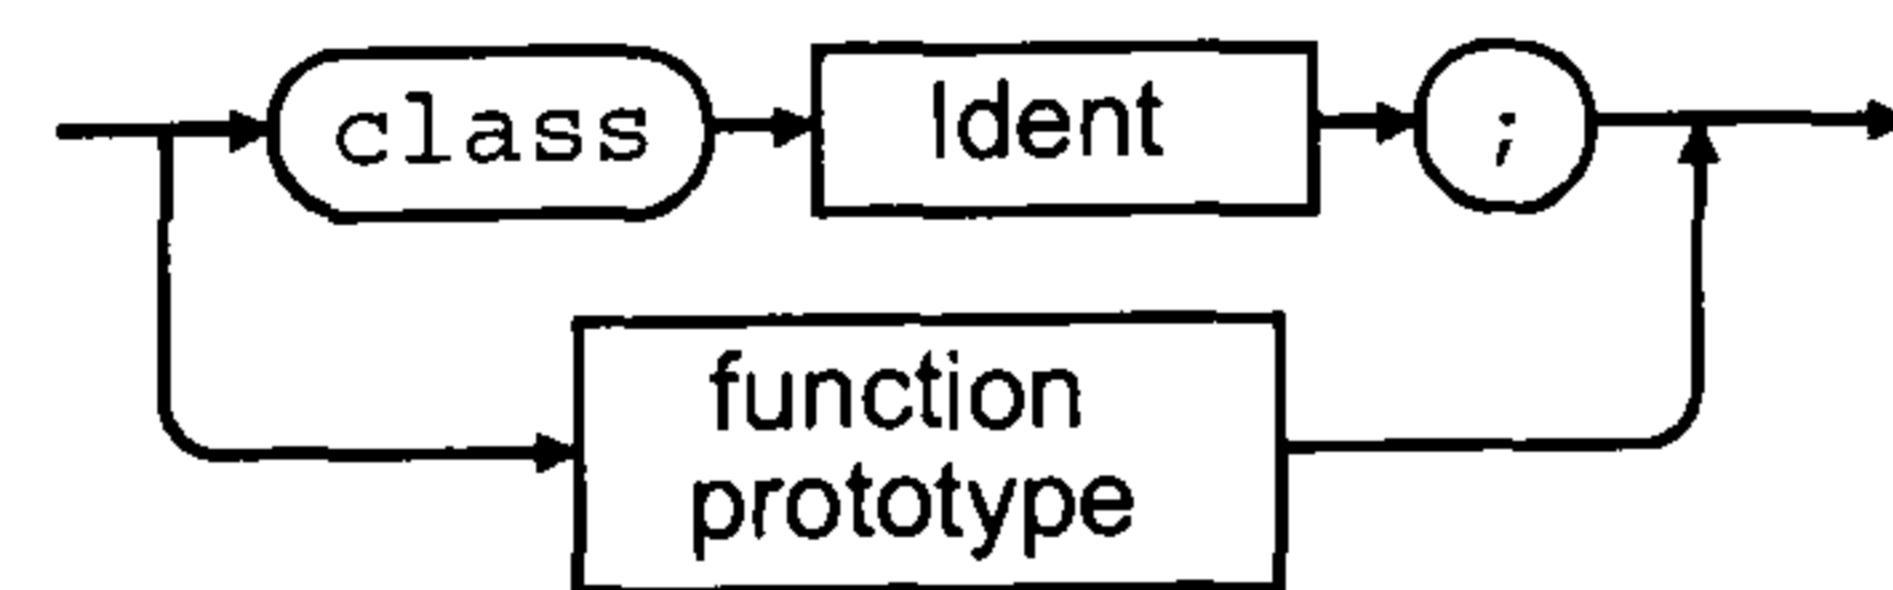 class Ident ;
function
prototype